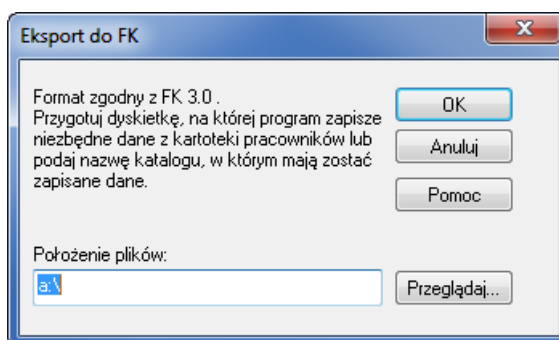 Eksport do FK
Format zgodny z FK 3.0 .
Przygotuj dyskietkę, na której program zapisze
niezbędne dane z kartoteki pracowników lub
podaj nazwę katalogu, w którym mają zostać
zapisane dane.
OK
Anuluj
Pomoc
Położenie plików:
a:\
Przeglądaj...